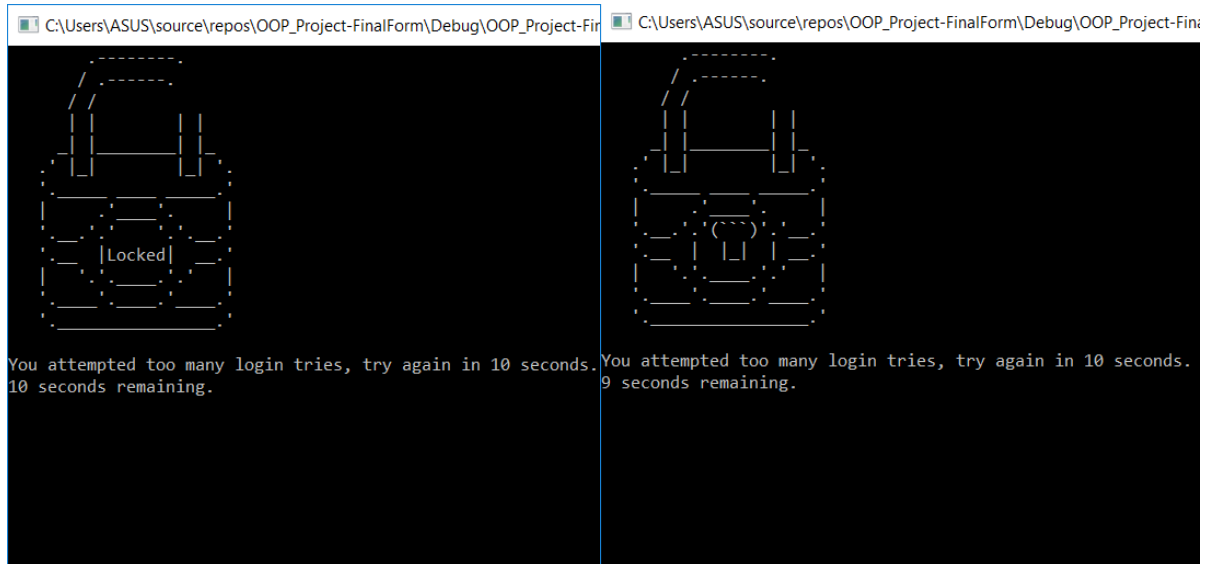 C:\Users\ASUS\source\repos\OOP_Project-FinalForm\Debug\OOP_Project-Fin
Locked
You attempted too many login tries, try again in 10 seconds.
10 seconds remaining.
C:\Users\ASUS\source\repos\OOP_Project-FinalForm\Debug\OOP_Project-Fina
You attempted too many login tries, try again in 10 seconds.
9 seconds remaining.